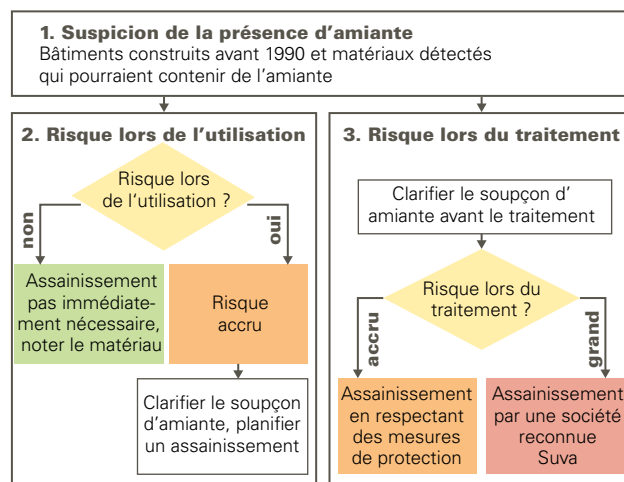 1. Suspicion de la présence d'amiante
Bâtiments construits avant 1990 et matériaux détectés
qui pourraient contenir de l'amiante
2. Risque lors de l'utilisation
Risque lors
de l'utilisation ?
non
oui
Assainissement
pas immédiate-
ment nécessaire,
noter le matériau
Risque
accru
Clarifier le soupçon
d'amiante, planifier
un assainissement
3. Risque lors du traitement
Clarifier le soupçon d'
amiante avant le traitement
Risque lors du
traitement ?
accru
grand
Assainissement
en respectant
des mesures
de protection
Assainissement
par une société
reconnue
Suva